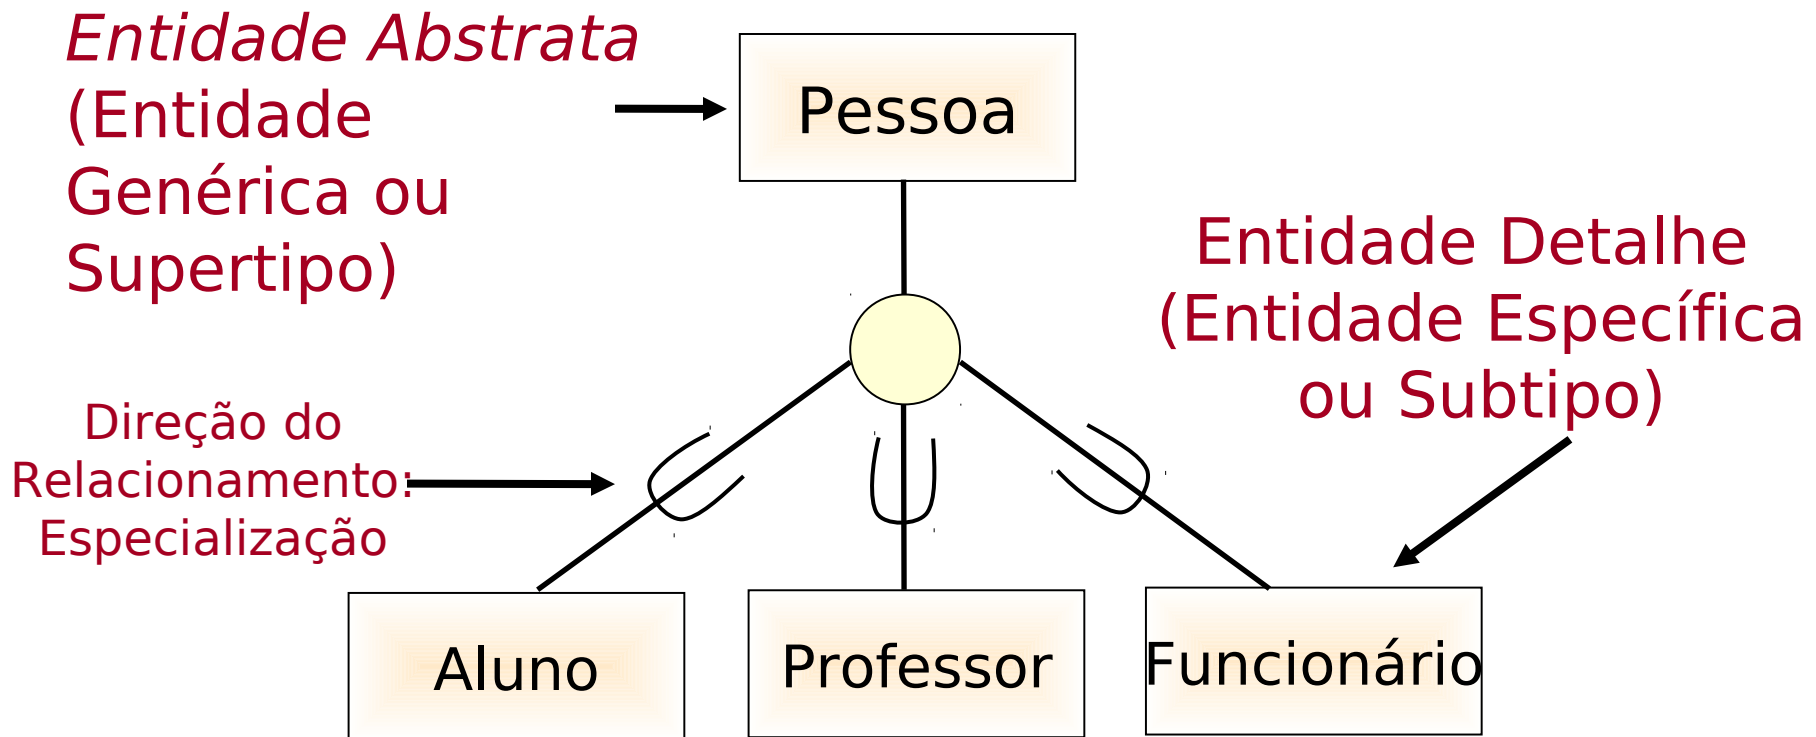 Entidade Abstrata
(Entidade
Genérica ou
Supertipo)
Pessoa
Entidade Detalhe
(Entidade Específica
ou Subtipo)
Direção do
Relacionamento:
Especialização
Aluno
Professor
Funcionário